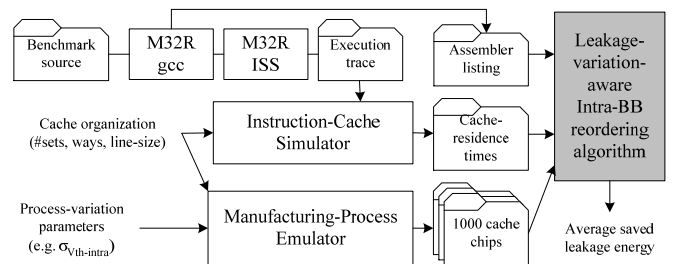 Benchmark
source
M32R
gcc
M32R
ISS
Execution
trace
Assembler
listing
Leakage-
variation-
aware
Intra-BB
reordering
algorithm
Cache organization
(#sets, ways, line-size)
Instruction-Cache
Simulator
Cache-
residence
times
Process-variation
parameters
(e.g. σVth-intra)
Manufacturing-Process
Emulator
1000 cache
chips
Average saved
leakage energy